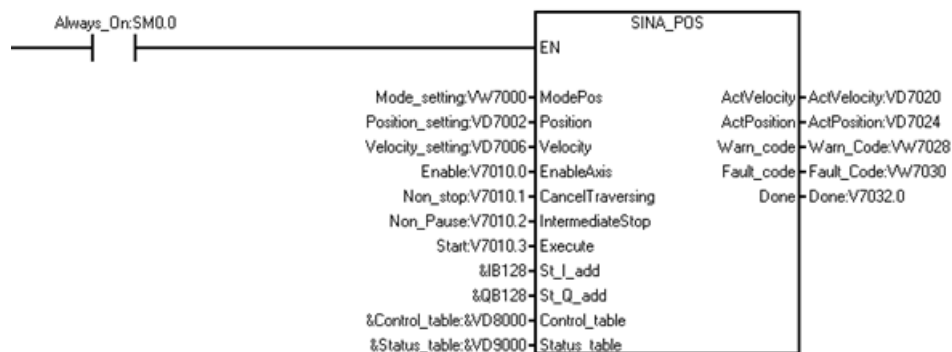 Always_On:SM0.0
SINA_POS
EN
Mode_setting:VW7000 ModePos ActVelocity ActVelocity:VD7020
Position_setting:VD7002 Position ActPosition ActPosition:VD7024
Velocity_setting:VD7006 Velocity Warn_code Warn_Code:VW7028
Enable:V7010.0 EnableAxis Fault_code Fault_Code:VW7030
Non_stop:V7010.1 CancelTraversing Done Done:V7032.0
Non_Pause:V7010.2 IntermediateStop
Start:V7010.3 Execute
&IB128 St_I_add
&QB128 St_Q_add
&Control_table:&VD8000 Control_table
&Status_table:&VD9000 Status_table